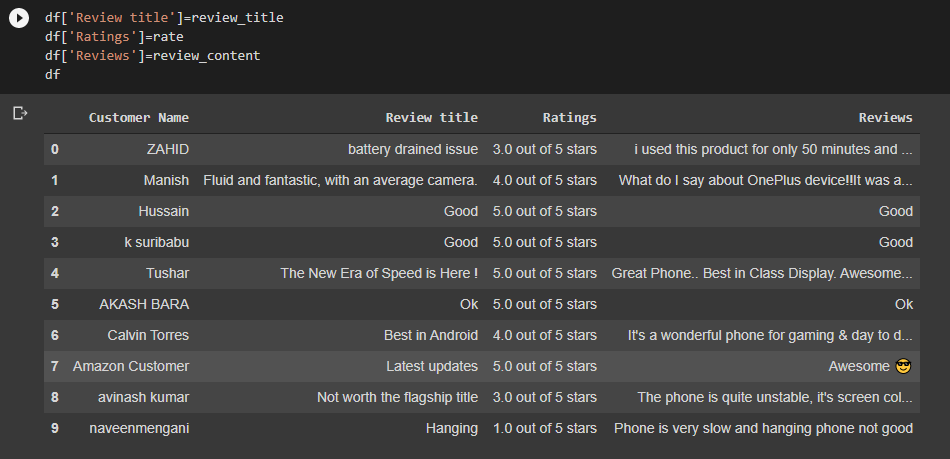 df['Review title']=review_title
df['Ratings']=rate
df['Reviews']=review_content
df
Customer Name Review title Ratings Reviews
0 ZAHID battery drained issue 3.0 out of 5 stars i used this product for only 50 minutes and ...
1 Manish Fluid and fantastic, with an average camera. 4.0 out of 5 stars What do I say about OnePlus device!!It was a...
2 Hussain Good 5.0 out of 5 stars Good
3 k suribabu Good 5.0 out of 5 stars Good
4 Tushar The New Era of Speed is Here ! 5.0 out of 5 stars Great Phone.. Best in Class Display. Awesome...
5 AKASH BARA Ok 5.0 out of 5 stars Ok
6 Calvin Torres Best in Android 4.0 out of 5 stars It's a wonderful phone for gaming & day to d...
7 Amazon Customer Latest updates 5.0 out of 5 stars Awesome 😎
8 avinash kumar Not worth the flagship title 3.0 out of 5 stars The phone is quite unstable, it's screen col...
9 naveenmengani Hanging 1.0 out of 5 stars Phone is very slow and hanging phone not good